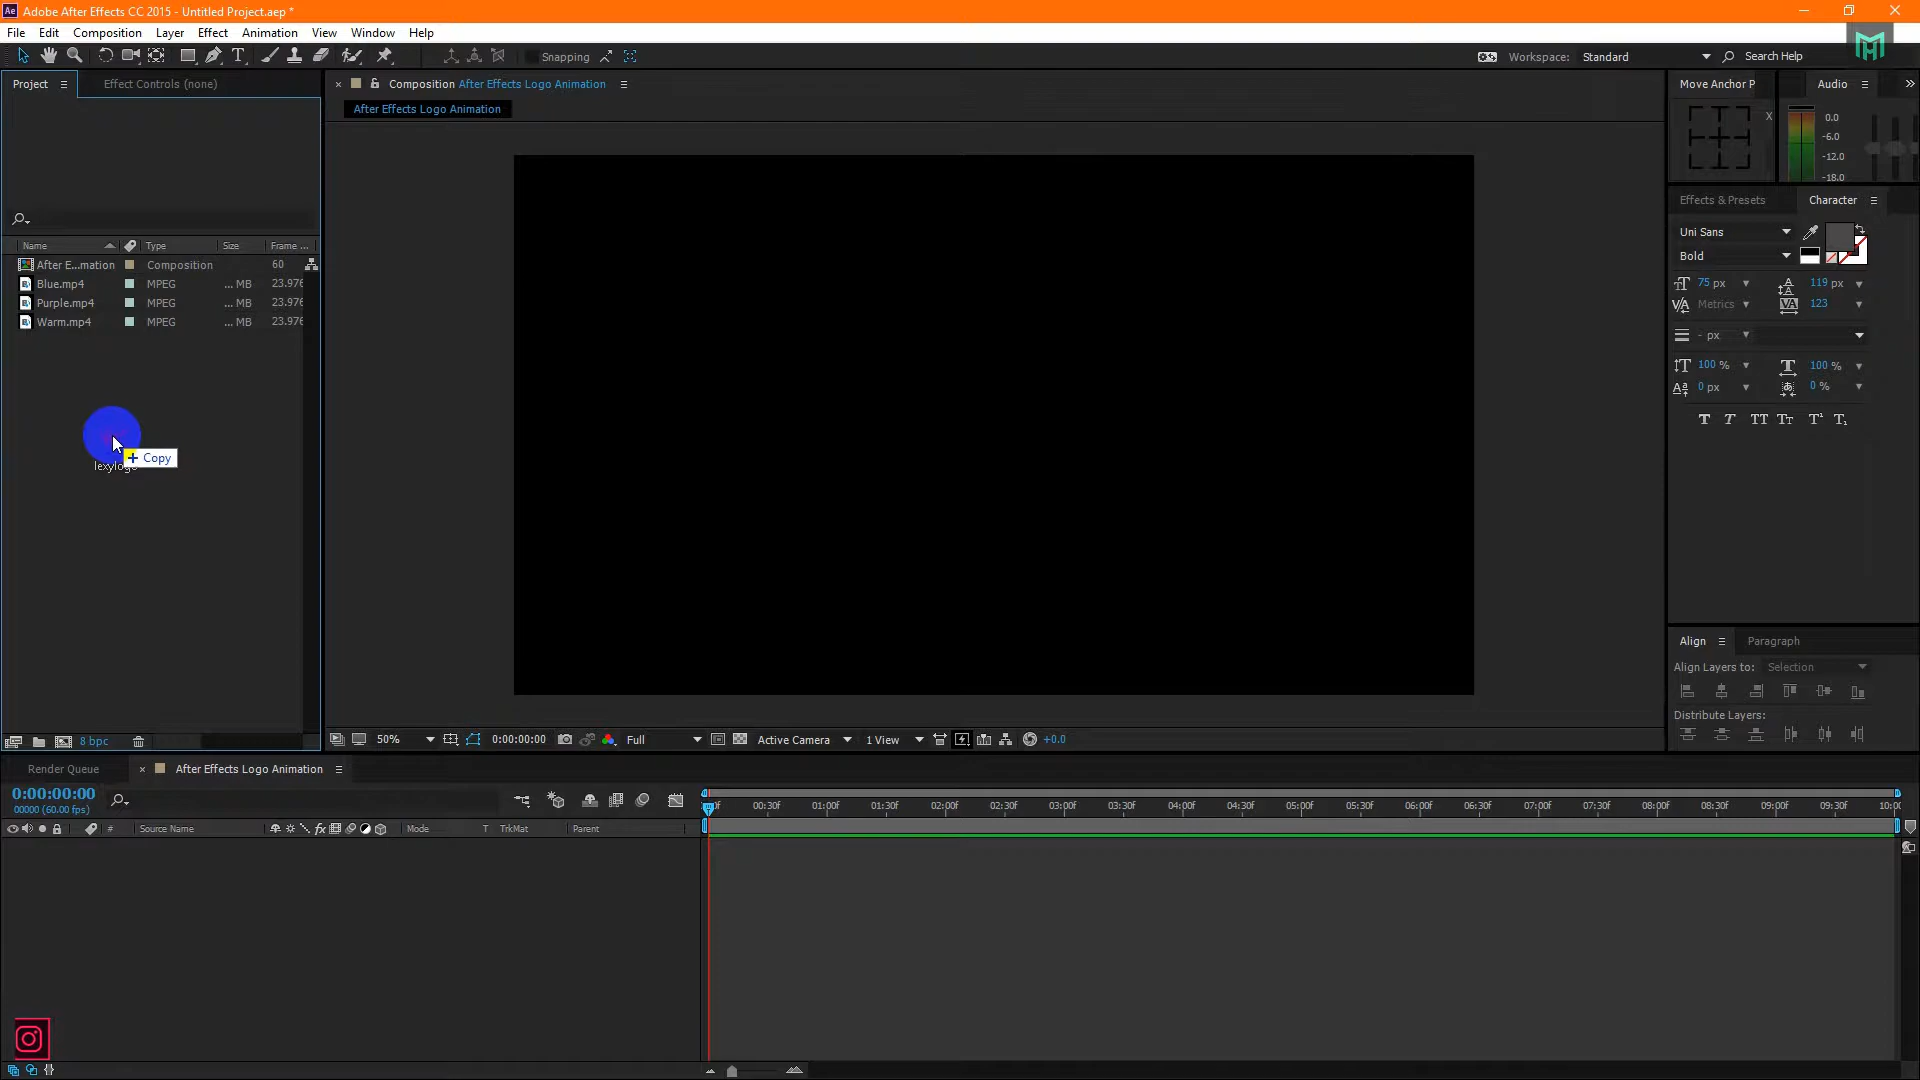 Adobe After Effects CC 2015 - Untitled Project.aep *
File Edit Composition Layer Effect Animation View Window Help
Snapping
Workspace: Standard
Search Help
Project
Effect Controls (none)
Composition After Effects Logo Animation
Move Anchor P
Audio
After Effects Logo Animation
X
0.0
-6.0
-12.0
-18.0
Effects & Presets
Character
Name Type Size Frame ...
After E...mation Composition 60
Blue.mp4 MPEG ... MB 23.976
Purple.mp4 MPEG ... MB 23.976
Warm.mp4 MPEG ... MB 23.976
Uni Sans
Bold
75 px 119 px
Metrics 123
- px
100 % 100 %
0 px 0 %
Copy
Align
Paragraph
Align Layers to: Selection
Distribute Layers:
8 bpc
50% 0:00:00:00 Full Active Camera 1 View +0.0
Render Queue
After Effects Logo Animation
0:00:00:00
00000 (60.00 fps)
00:30f 01:00f 01:30f 02:00f 02:30f 03:00f 03:30f 04:00f 04:30f 05:00f 05:30f 06:00f 06:30f 07:00f 07:30f 08:00f 08:30f 09:00f 09:30f
# Source Name Mode T TrkMat Parent